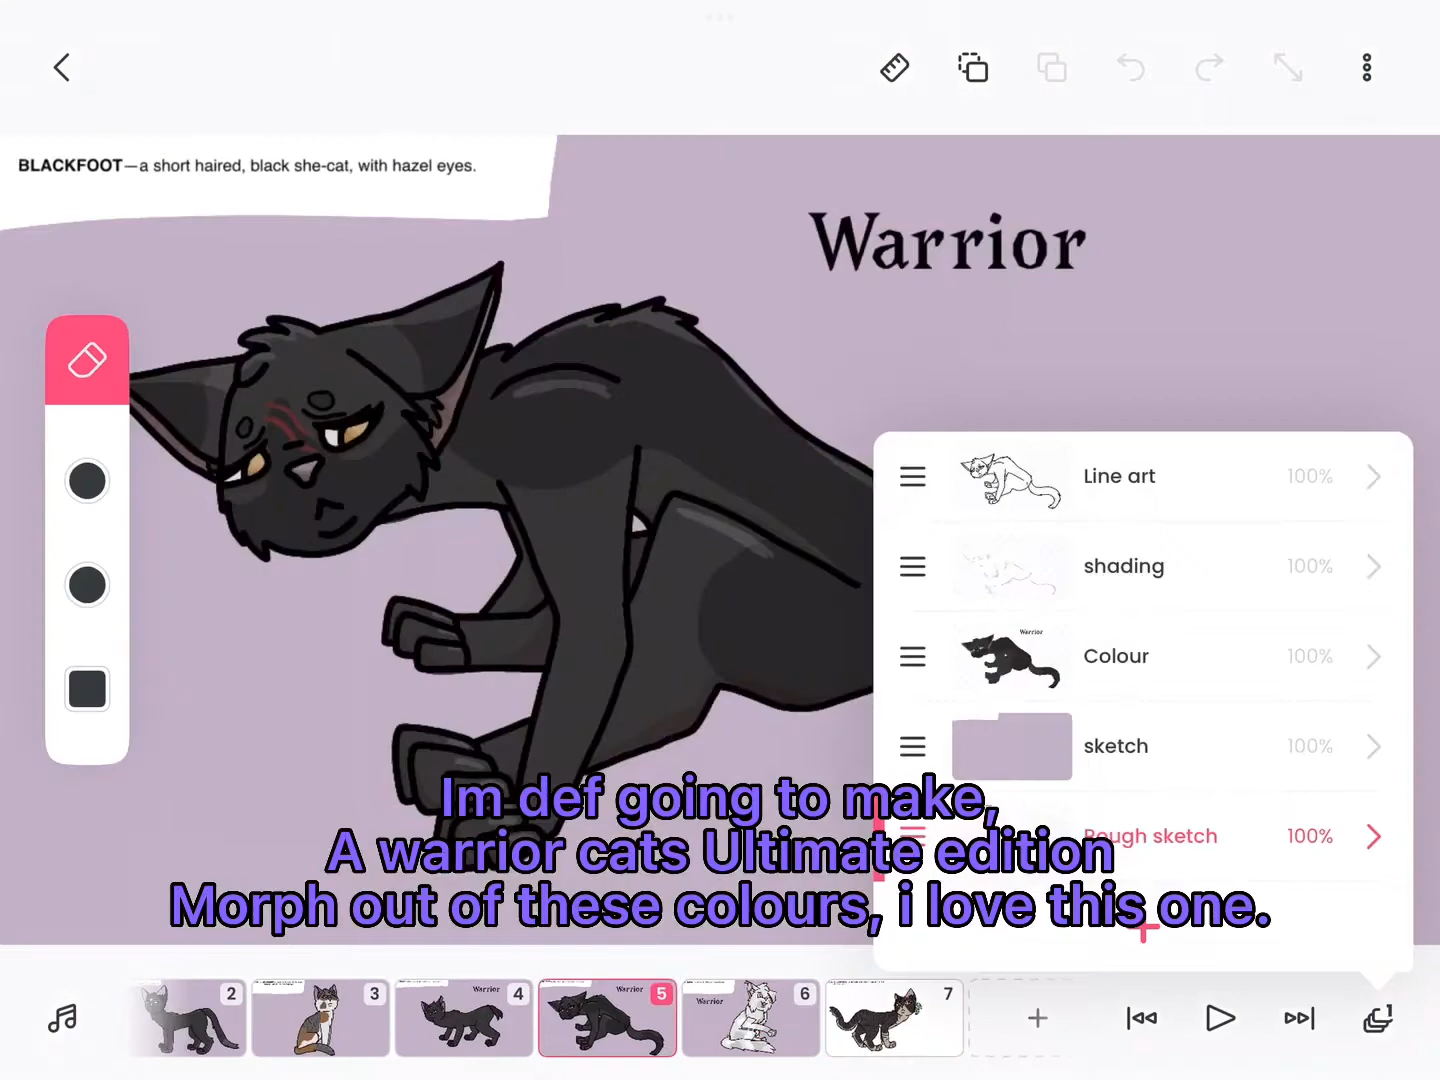 BLACKFOOT—a short haired, black she-cat, with hazel eyes.
Warrior
Line art 100%
shading 100%
Colour 100%
sketch 100%
Rough sketch 100%
Im def going to make,
A warrior cats Ultimate edition
Morph out of these colours, i love this one.
2
3
Warrior 4
Warrior 5
Warrior 6
7